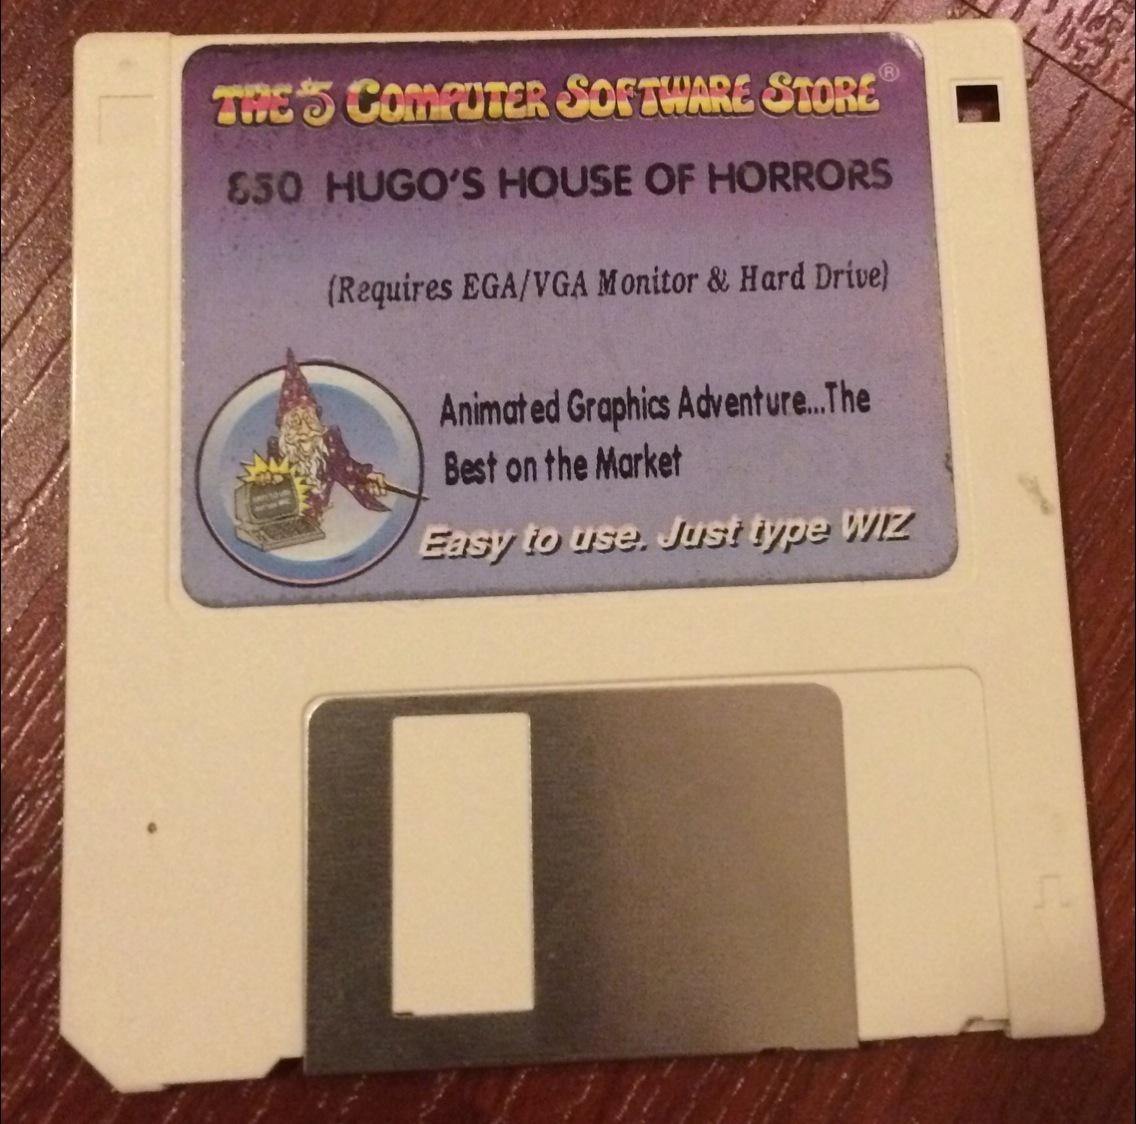 THE $5 COMPUTER SOFTWARE STORE®
850 HUGO'S HOUSE OF HORRORS
(Requires EGA/VGA Monitor & Hard Drive)
Animated Graphics Adventure...The
Best on the Market
Easy to use. Just type WIZ